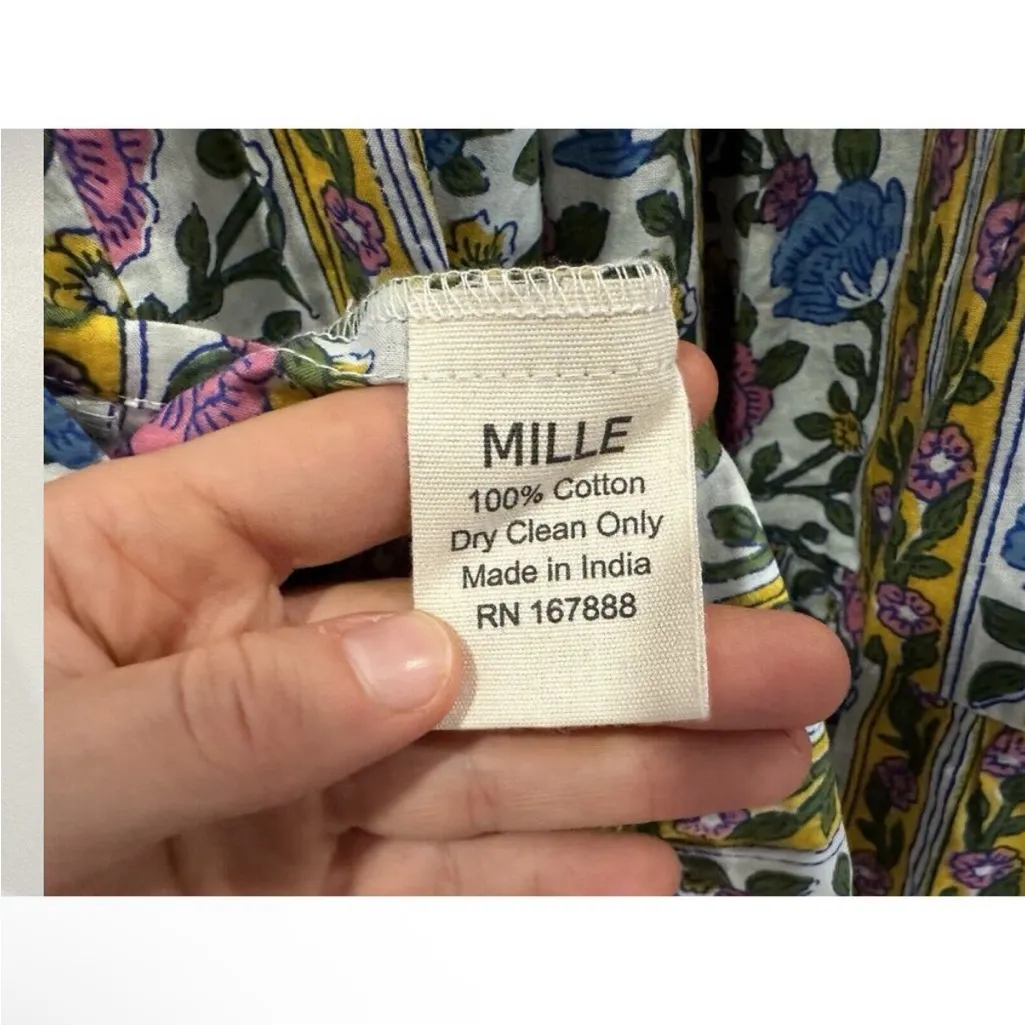 MILLE
100% Cotton
Dry Clean Only
Made in India
RN 167888